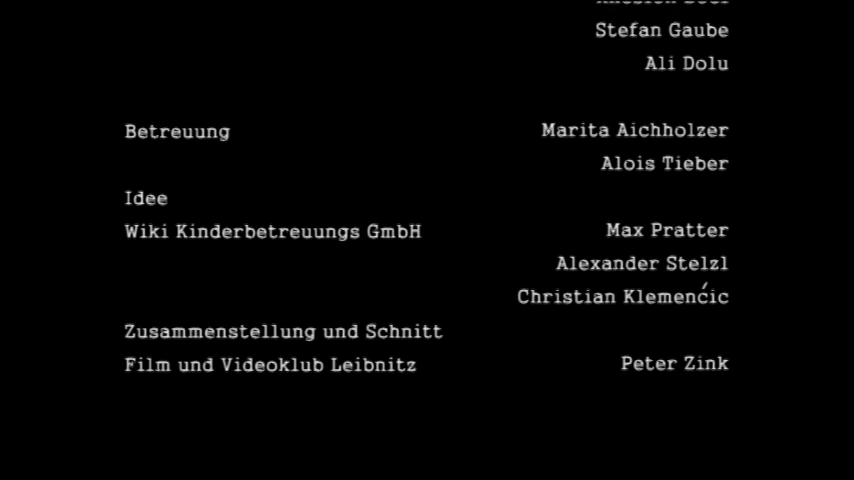 Stefan Gaube
Ali Dolu
Betreuung Marita Aichholzer
Alois Tieber
Idee
Wiki Kinderbetreuungs GmbH Max Pratter
Alexander Stelzl
Christian Klemenćic
Zusammenstellung und Schnitt
Film und Videoklub Leibnitz Peter Zink